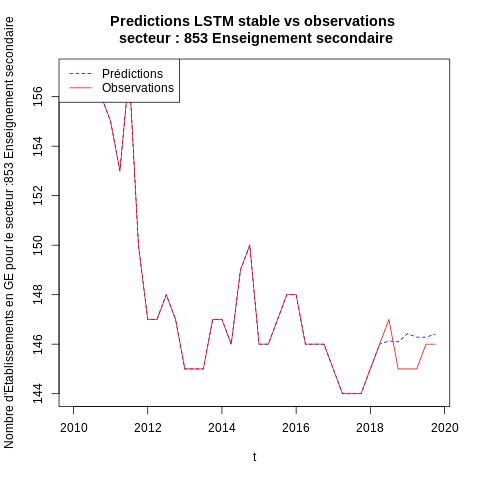 Predictions LSTM stable vs observations
secteur : 853 Enseignement secondaire
Nombre d'Etablissements en GE pour le secteur :853 Enseignement secondaire
Prédictions
Observations
156
154
152
150
148
146
144
2010 2012 2014 2016 2018 2020
t